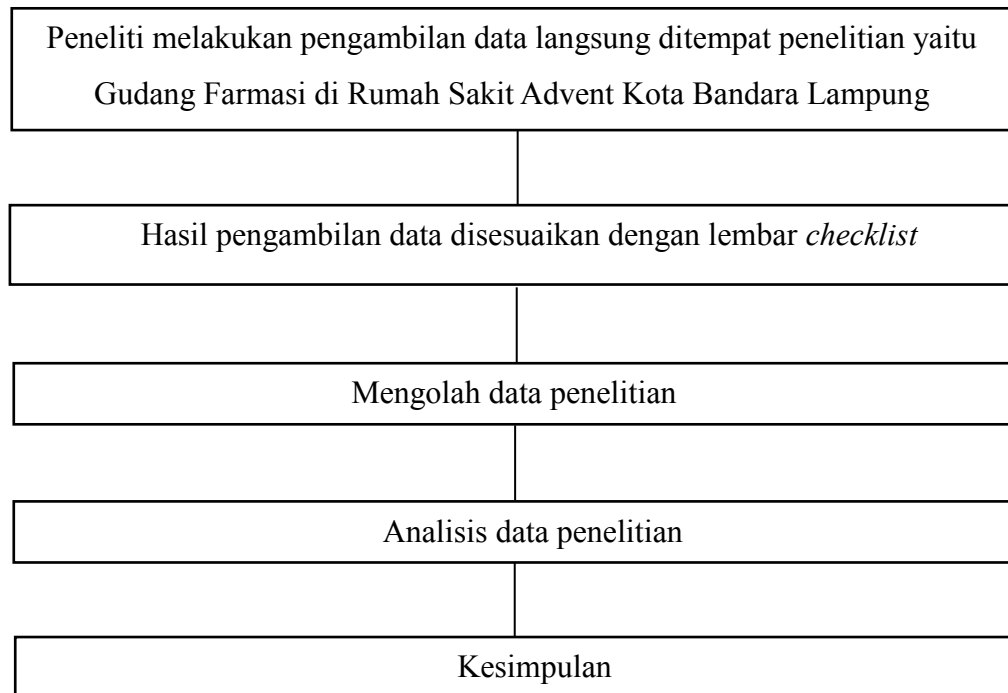 Peneliti melakukan pengambilan data langsung ditempat penelitian yaitu
Gudang Farmasi di Rumah Sakit Advent Kota Bandara Lampung
Hasil pengambilan data disesuaikan dengan lembar checklist
Mengolah data penelitian
Analisis data penelitian
Kesimpulan